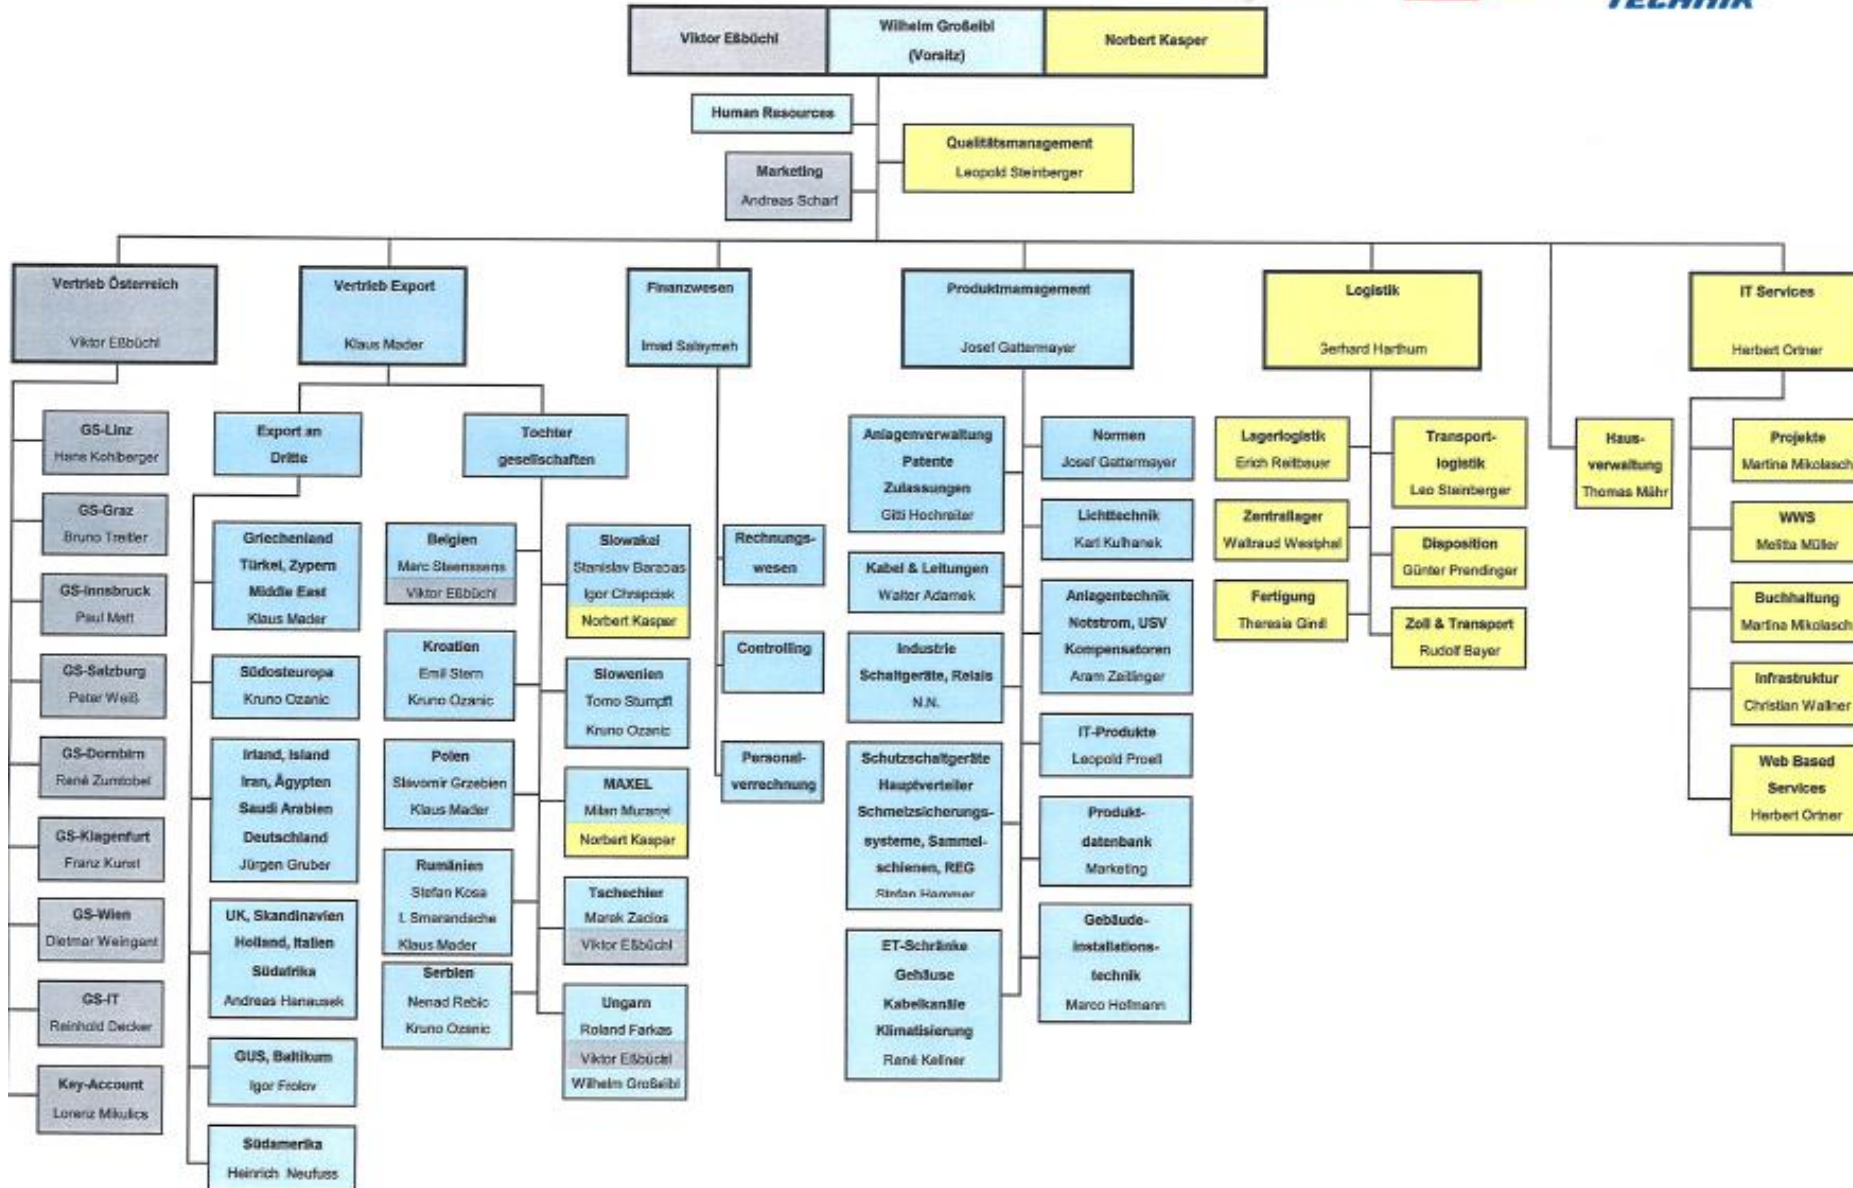 TECHNIK
Viktor Eßbüchl
Wilhelm Großeibl
(Vorsitz)
Norbert Kasper
Human Resources
Qualitätsmanagement
Leopold Steinberger
Marketing
Andreas Scharf
Vertrieb Österreich
Viktor Eßbüchl
Vertrieb Export
Klaus Mader
Finanzwesen
Imad Salaymeh
Produktmamagement
Josef Gattermayer
Logistik
Gerhard Harthum
IT Services
Herbert Ortner
GS-Linz
Hans Kohlberger
GS-Graz
Bruno Treitler
GS-Innsbruck
Paul Matt
GS-Salzburg
Peter Weiß
GS-Dornbirn
René Zumtobel
GS-Klagenfurt
Franz Kunst
GS-Wien
Dietmar Weingant
GS-IT
Reinhold Decker
Key-Account
Lorenz Mikulics
Export an
Dritte
Griechenland
Türkei, Zypern
Middle East
Klaus Mader
Südosteuropa
Kruno Ozanic
Irland, Island
Iran, Ägypten
Saudi Arabien
Deutschland
Jürgen Gruber
UK, Skandinavien
Holland, Italien
Südafrika
Andreas Hanausek
GUS, Baltikum
Igor Frolov
Südamerika
Heinrich Neufuss
Tochter
gesellschaften
Belgien
Marc Steenssens
Viktor Eßbüchl
Kroatien
Emil Stern
Kruno Ozanic
Polen
Slavomir Grzebien
Klaus Mader
Rumänien
Stefan Kosa
I. Smarandache
Klaus Mader
Serbien
Nenad Rebic
Kruno Ozanic
Slowakei
Stanislav Barabas
Igor
Norbert Kasper
Slowenien
Tomo Stumpfl
Kruno Ozanic
MAXEL
Milan
Norbert Kasper
Tschechien
Marek Zacios
Viktor Eßbüchl
Ungarn
Roland Farkas
Viktor Eßbüchl
Wilhelm Großeibl
Rechnungs-
wesen
Controlling
Personal-
verrechnung
Anlagenverwaltung
Patente
Zulassungen
Gitti Hochreiter
Kabel & Leitungen
Walter Adamek
Industrie
Schaltgeräte, Relais
N.N.
Schutzschaltgeräte
Hauptverteiler
Schmelzsicherungs-
systeme, Sammel-
schienen, REG
Stefan Hammer
ET-Schränke
Gehäuse
Kabelkanäle
Klimatisierung
René Kellner
Normen
Josef Gattermayer
Lichttechnik
Karl Kulhanek
Anlagentechnik
Notstrom, USV
Kompensatoren
Aram Zeitlinger
IT-Produkte
Leopold Proell
Produkt-
datenbank
Marketing
Gebäude-
installations-
technik
Marco Hofmann
Lagerlogistik
Erich Reitbauer
Zentrallager
Waltraud Westphal
Fertigung
Theresia Gindl
Transport-
logistik
Leo Steinberger
Disposition
Günter Prendinger
Zoll & Transport
Rudolf Bayer
Haus-
verwaltung
Thomas Mähr
Projekte
Martina Mikolasch
WWS
Melitta Müller
Buchhaltung
Martina Mikolasch
Infrastruktur
Christian Wallner
Web Based
Services
Herbert Ortner